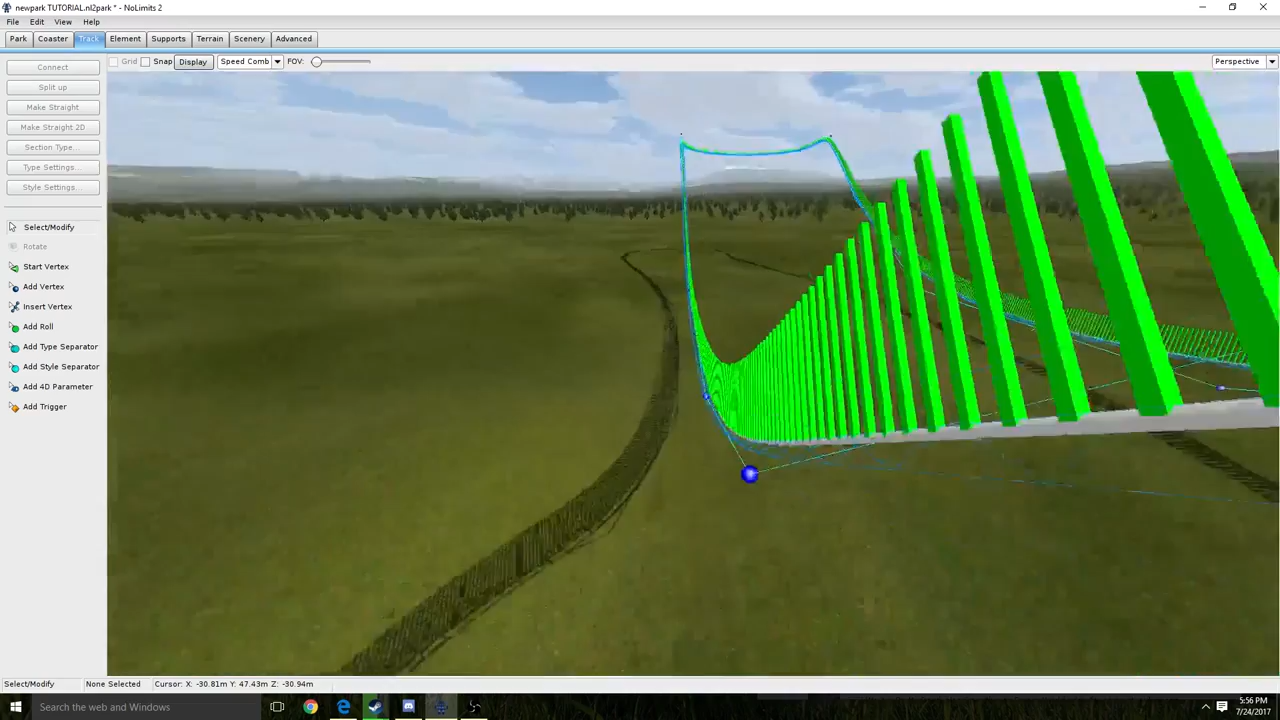 newpark TUTORIAL.nl2park * - NoLimits 2
File Edit View Help
Park Coaster Track Element Supports Terrain Scenery Advanced
Grid Snap Display Speed Comb FOV: Perspective
Connect
Split up
Make Straight
Make Straight 2D
Section Type...
Type Settings...
Style Settings...
Select/Modify
Rotate
Start Vertex
Add Vertex
Insert Vertex
Add Roll
Add Type Separator
Add Style Separator
Add 4D Parameter
Add Trigger
Select/Modify None Selected Cursor: X: -30.81m Y: 47.43m Z: -30.94m
Search the web and Windows
5:56 PM
7/24/2017